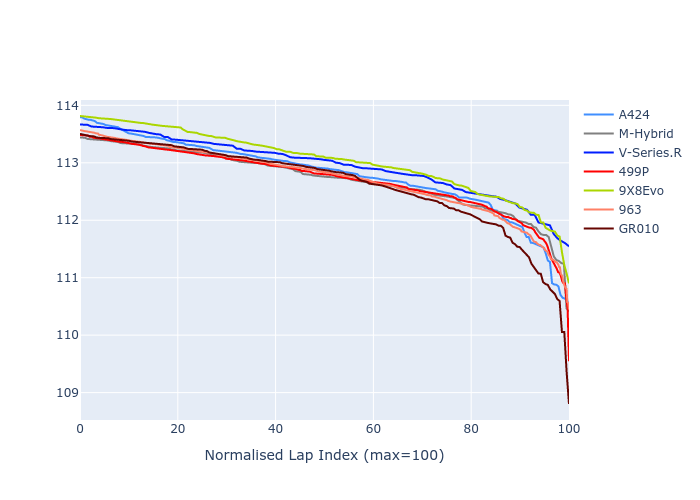 114
113
112
111
110
109
0
20
40
60
80
100
Normalised Lap Index (max=100)
A424
M-Hybrid
V-Series.R
499P
9X8Evo
963
GR010